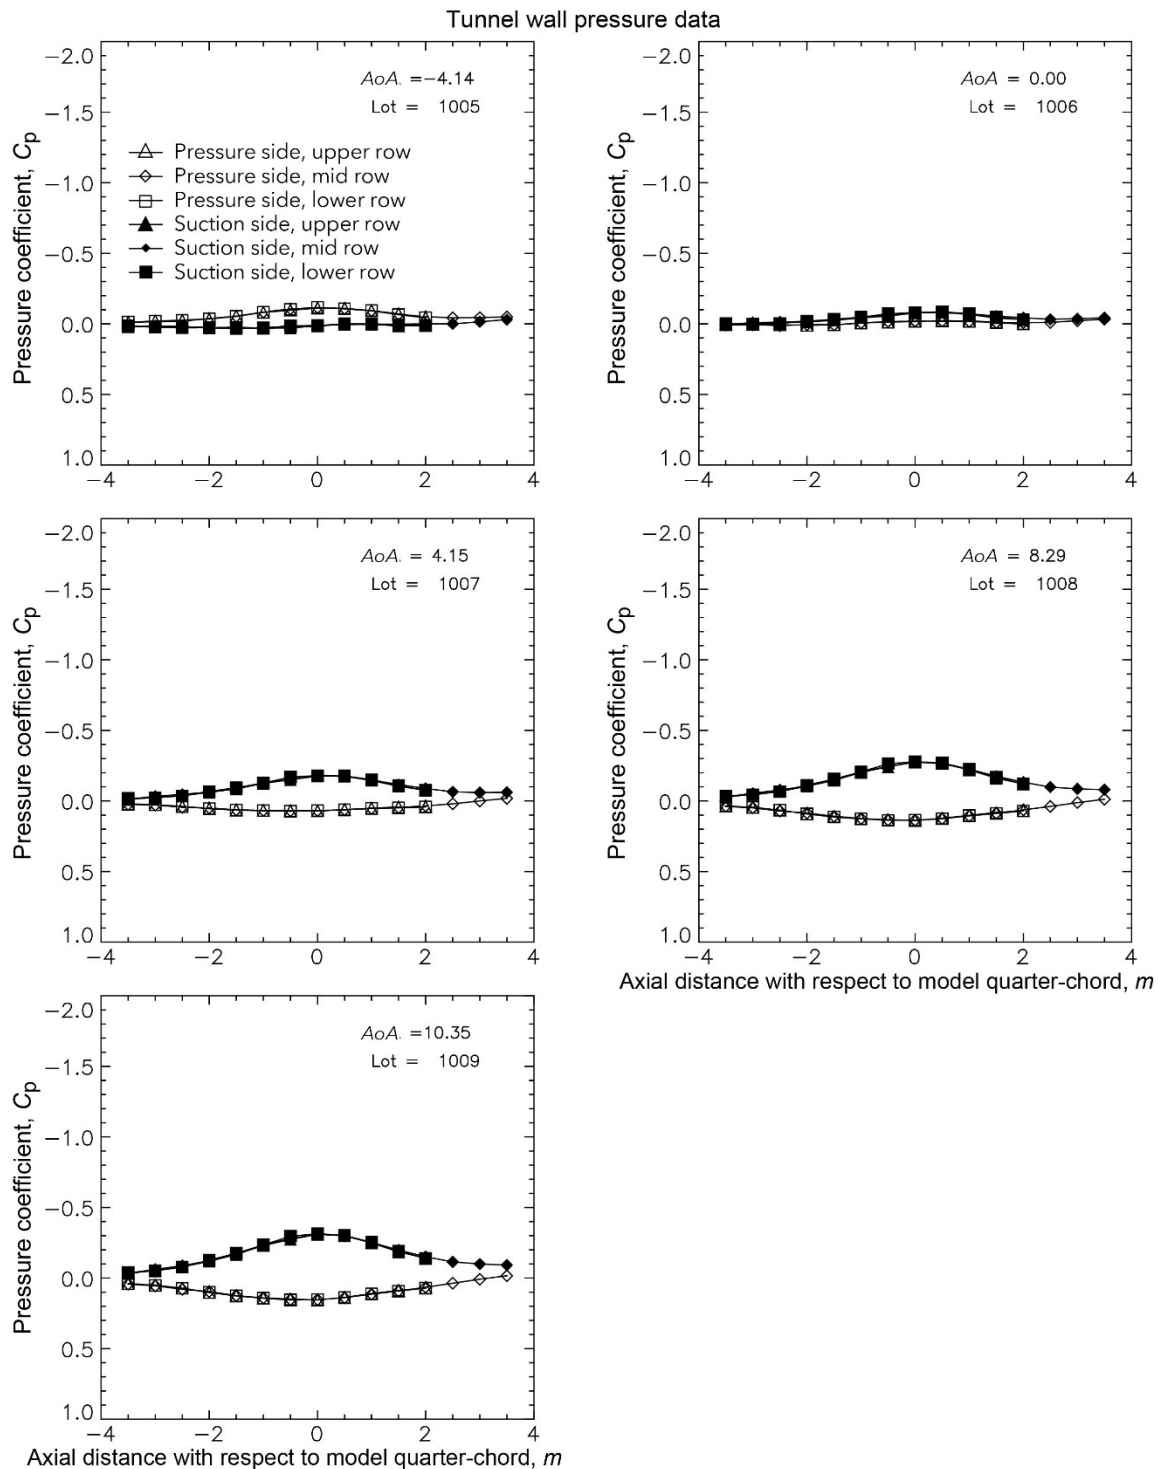 Tunnel wall pressure data
Pressure coefficient, Cp
−2.0
−1.5
−1.0
−0.5
0.0
0.5
1.0
AoA. =−4.14
Lot = 1005
Pressure side, upper row
Pressure side, mid row
Pressure side, lower row
Suction side, upper row
Suction side, mid row
Suction side, lower row
−4 −2 0 2 4
Pressure coefficient, Cp
−2.0
−1.5
−1.0
−0.5
0.0
0.5
1.0
AoA = 0.00
Lot = 1006
−4 −2 0 2 4
Pressure coefficient, Cp
−2.0
−1.5
−1.0
−0.5
0.0
0.5
1.0
AoA. = 4.15
Lot = 1007
−4 −2 0 2 4
Pressure coefficient, Cp
−2.0
−1.5
−1.0
−0.5
0.0
0.5
1.0
AoA = 8.29
Lot = 1008
−4 −2 0 2 4
Axial distance with respect to model quarter-chord, m
Pressure coefficient, Cp
−2.0
−1.5
−1.0
−0.5
0.0
0.5
1.0
AoA. =10.35
Lot = 1009
−4 −2 0 2 4
Axial distance with respect to model quarter-chord, m